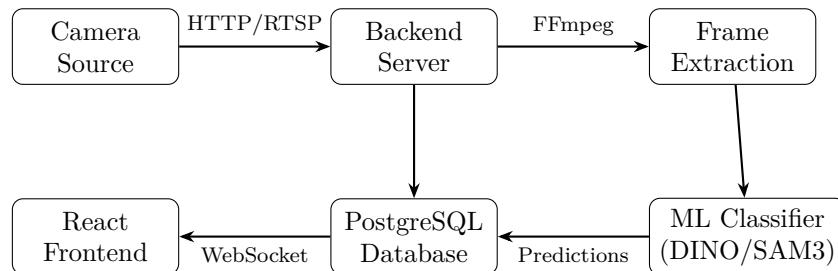 Camera
Source
HTTP/RTSP
Backend
Server
FFmpeg
Frame
Extraction
React
Frontend
WebSocket
PostgreSQL
Database
Predictions
ML Classifier
(DINO/SAM3)